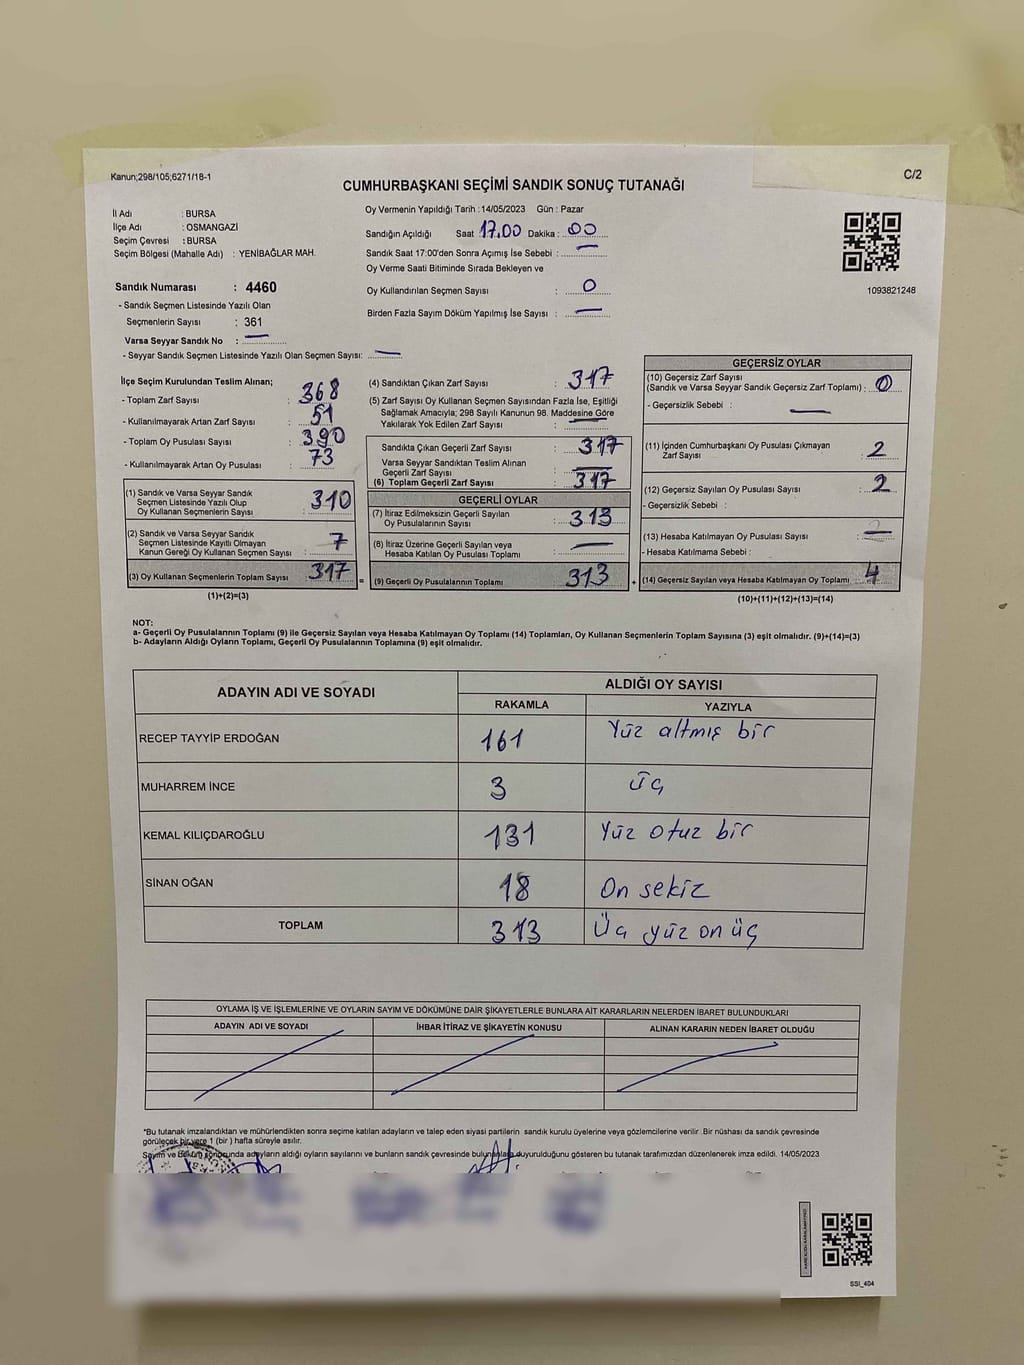 Kanun;298/105;6271/18-1
C/2
CUMHURBAŞKANI SEÇİMİ SANDIK SONUÇ TUTANAĞI
İl Adı : BURSA
İlçe Adı : OSMANGAZİ
Seçim Çevresi : BURSA
Seçim Bölgesi (Mahalle Adı) : YENİBAĞLAR MAH.
Sandık Numarası : 4460
- Sandık Seçmen Listesinde Yazılı Olan
Seçmenlerin Sayısı : 361
Varsa Seyyar Sandık No :
- Seyyar Sandık Seçmen Listesinde Yazılı Olan Seçmen Sayısı:
Oy Vermenin Yapıldığı Tarih :14/05/2023 Gün : Pazar
Sandığın Açıldığı Saat 17.00 Dakika : 00
Sandık Saat 17:00'den Sonra Açımış İse Sebebi :
Oy Verme Saati Bitiminde Sırada Bekleyen ve
Oy Kullandırılan Seçmen Sayısı : 0
Birden Fazla Sayım Döküm Yapılmış İse Sayısı :
1093821248
İlçe Seçim Kurulundan Teslim Alınan;
- Toplam Zarf Sayısı : 368
- Kullanılmayarak Artan Zarf Sayısı : 51
- Toplam Oy Pusulası Sayısı : 390
- Kullanılmayarak Artan Oy Pusulası : 73
(1) Sandık ve Varsa Seyyar Sandık
Seçmen Listesinde Yazılı Olup
Oy Kullanan Seçmenlerin Sayısı : 310
(2) Sandık ve Varsa Seyyar Sandık
Seçmen Listesinde Kayıtlı Olmayan
Kanun Gereği Oy Kullanan Seçmen Sayısı : 7
(3) Oy Kullanan Seçmenlerin Toplam Sayısı : 317 =
(1)+(2)=(3)
(4) Sandıktan Çıkan Zarf Sayısı : 317
(5) Zarf Sayısı Oy Kullanan Seçmen Sayısından Fazla İse, Eşitliği
Sağlamak Amacıyla; 298 Sayılı Kanunun 98. Maddesine Göre
Yakılarak Yok Edilen Zarf Sayısı :
Sandıkta Çıkan Geçerli Zarf Sayısı : 317
Varsa Seyyar Sandıktan Teslim Alınan
Geçerli Zarf Sayısı :
(6) Toplam Geçerli Zarf Sayısı : 317
GEÇERLİ OYLAR
(7) İtiraz Edilmeksizin Geçerli Sayılan
Oy Pusulalarının Sayısı : 313
(8) İtiraz Üzerine Geçerli Sayılan veya
Hesaba Katılan Oy Pusulası Toplamı :
(9) Geçerli Oy Pusulalarının Toplamı : 313 +
GEÇERSİZ OYLAR
(10) Geçersiz Zarf Sayısı
(Sandık ve Varsa Seyyar Sandık Geçersiz Zarf Toplamı) : 0
- Geçersizlik Sebebi :
(11) İçinden Cumhurbaşkanı Oy Pusulası Çıkmayan
Zarf Sayısı : 2
(12) Geçersiz Sayılan Oy Pusulası Sayısı : 2
- Geçersizlik Sebebi :
(13) Hesaba Katılmayan Oy Pusulası Sayısı :
- Hesaba Katılmama Sebebi :
(14) Geçersiz Sayılan veya Hesaba Katılmayan Oy Toplamı : 4
(10)+(11)+(12)+(13)=(14)
NOT:
a- Geçerli Oy Pusulalarının Toplamı (9) ile Geçersiz Sayılan veya Hesaba Katılmayan Oy Toplamı (14) Toplamları, Oy Kullanan Seçmenlerin Toplam Sayısına (3) eşit olmalıdır. (9)+(14)=(3)
b- Adayların Aldığı Oyların Toplamı, Geçerli Oy Pusulalarının Toplamına (9) eşit olmalıdır.
ADAYIN ADI VE SOYADI
ALDIĞI OY SAYISI
RAKAMLA YAZIYLA
RECEP TAYYİP ERDOĞAN 161 Yüz altmış bir
MUHARREM İNCE 3 üç
KEMAL KILIÇDAROĞLU 131 Yüz otuz bir
SİNAN OĞAN 18 On sekiz
TOPLAM 313 Üç yüz on üç
OYLAMA İŞ VE İŞLEMLERİNE VE OYLARIN SAYIM VE DÖKÜMÜNE DAİR ŞİKAYETLERLE BUNLARA AİT KARARLARIN NELERDEN İBARET BULUNDUKLARI
ADAYIN ADI VE SOYADI İHBAR İTİRAZ VE ŞİKAYETİN KONUSU ALINAN KARARIN NEDEN İBARET OLDUĞU
*Bu tutanak imzalandıktan ve mühürlendikten sonra seçime katılan adayların ve talep eden siyasi partilerin sandık kurulu üyelerine veya gözlemcilerine verilir. Bir nüshası da sandık çevresinde
görülecek bir yere 1 (bir ) hafta süreyle asılır.
Sayım ve Döküm sonucunda adayların aldığı oyların sayılarını ve bunların sandık çevresinde bulunanlara duyurulduğunu gösteren bu tutanak tarafımızdan düzenlenerek imza edildi. 14/05/2023
SSI_404